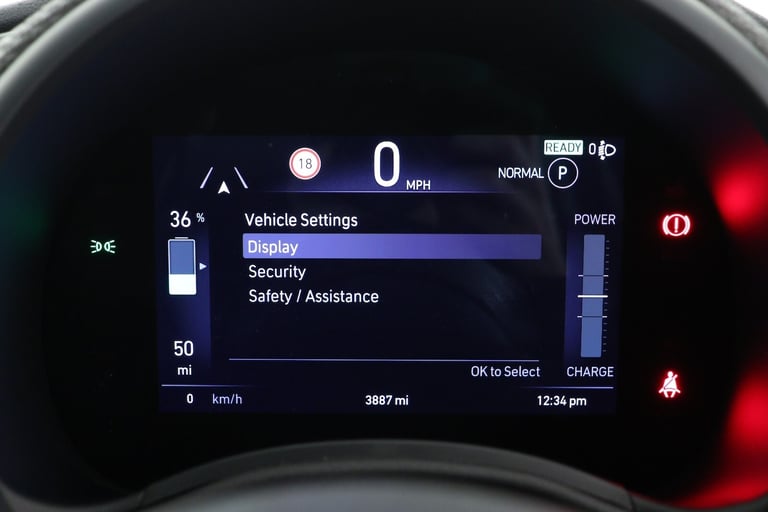 READY 0
18
0 MPH
NORMAL P
36 %
Vehicle Settings
POWER
Display
Security
Safety / Assistance
50
mi
OK to Select
CHARGE
0 km/h
3887 mi
12:34 pm